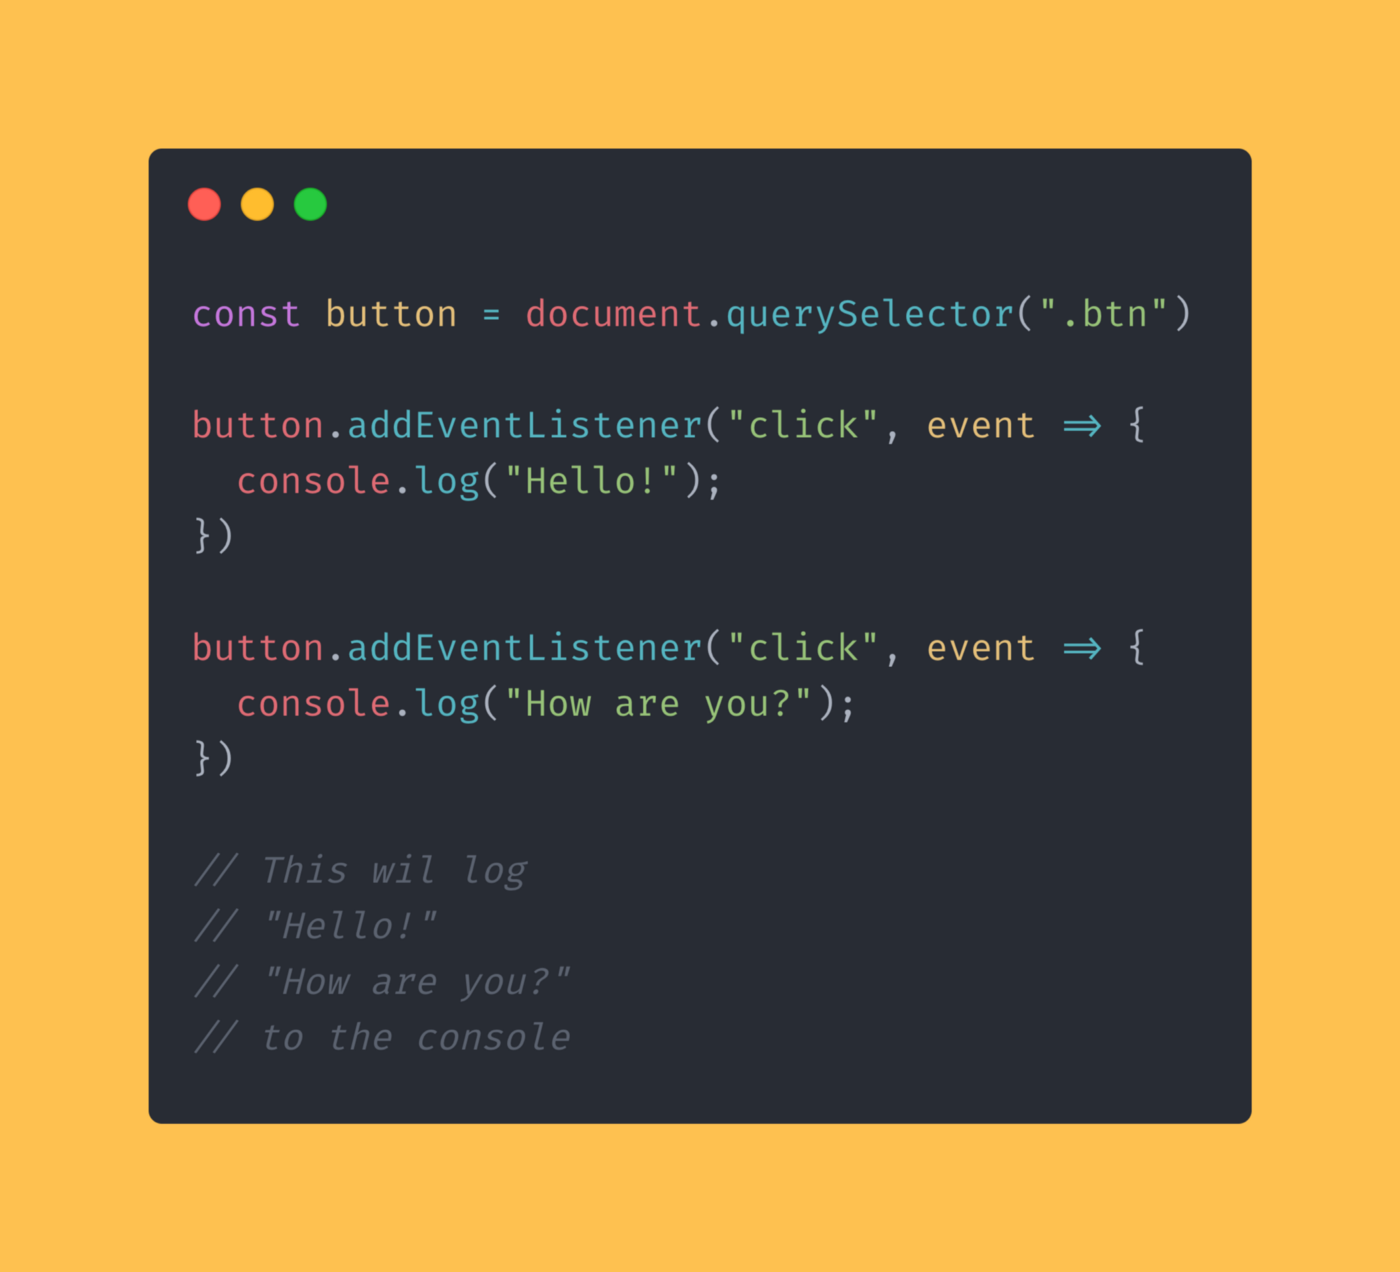 const button = document.querySelector(".btn")
button.addEventListener("click", event => {
  console.log("Hello!");
})
button.addEventListener("click", event => {
  console.log("How are you?");
})
// This wil log
// "Hello!"
// "How are you?"
// to the console